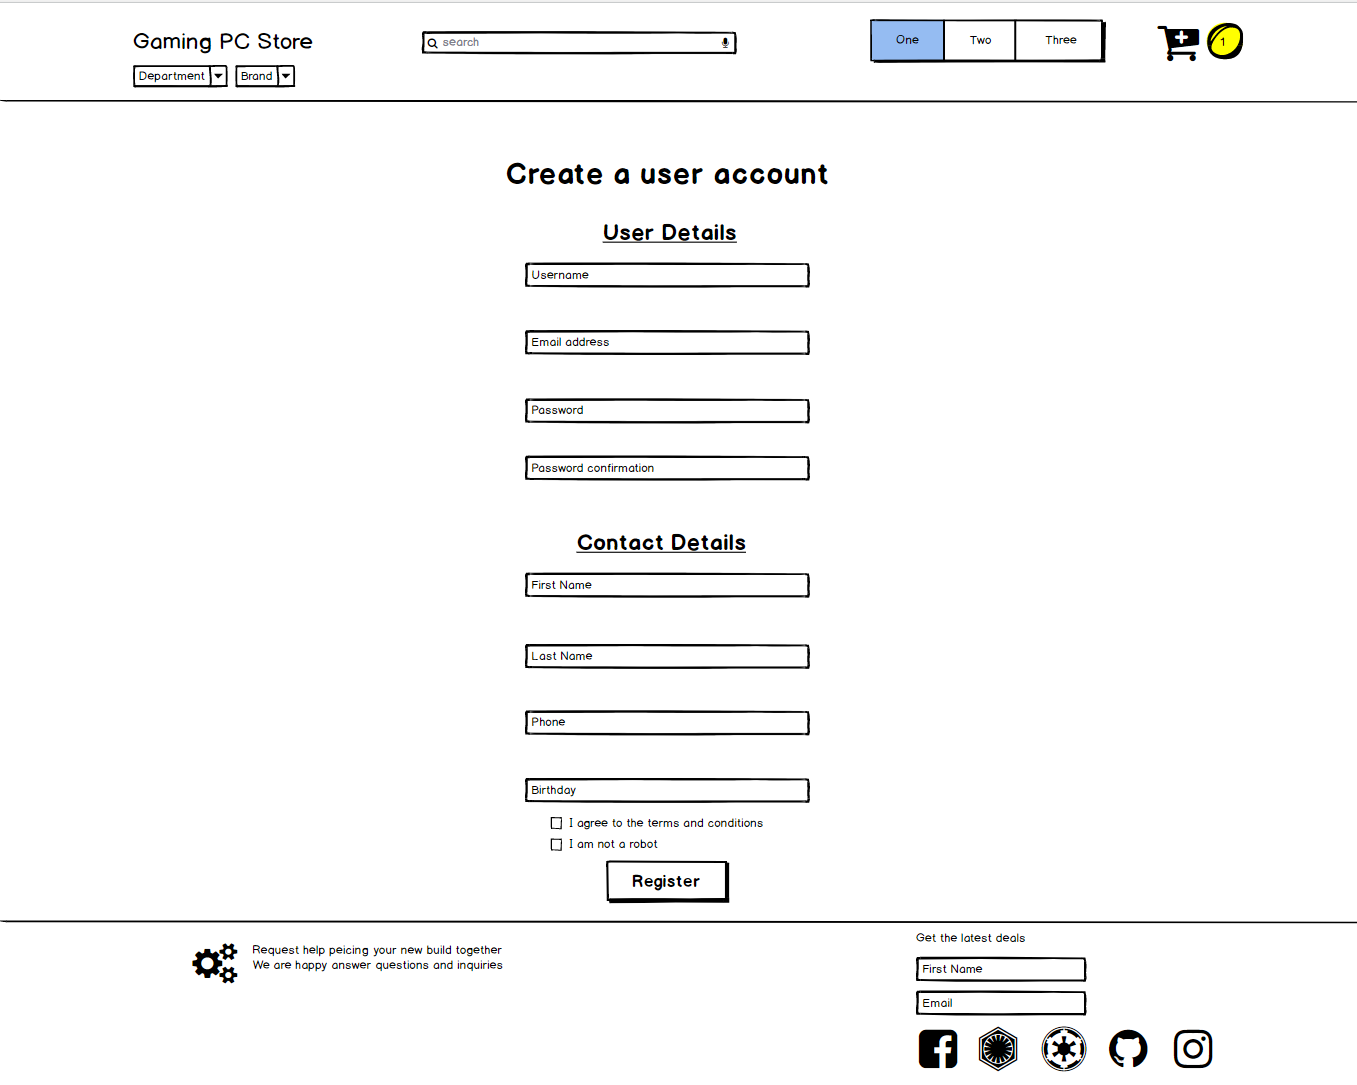 Gaming PC Store
search
One
Two
Three
1
Department
Brand
Create a user account
User Details
Username
Email address
Password
Password confirmation
Contact Details
First Name
Last Name
Phone
Birthday
I agree to the terms and conditions
I am not a robot
Register
Request help peicing your new build together
We are happy answer questions and inquiries
Get the latest deals
First Name
Email